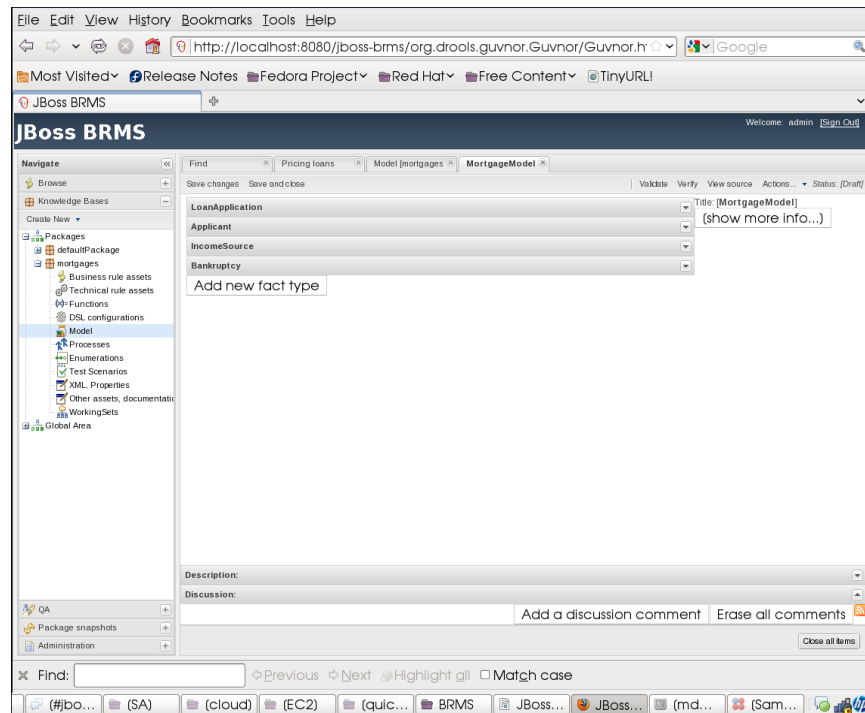 File Edit View History Bookmarks Tools Help
http://localhost:8080/jboss-brms/org.drools.guvnor.Guvnor/Guvnor.h Google
Most Visited Release Notes Fedora Project Red Hat Free Content TinyURL!
JBoss BRMS
JBoss BRMS
Welcome: admin [Sign Out]
Navigate
Browse
Knowledge Bases
Create New
Packages
defaultPackage
mortgages
Business rule assets
Technical rule assets
Functions
DSL configurations
Model
Processes
Enumerations
Test Scenarios
XML, Properties
Other assets, documentatio
WorkingSets
Global Area
QA
Package snapshots
Administration
Find Pricing loans Model [mortgages MortgageModel
Save changes Save and close Validate Verify View source Actions... Status: [Draft]
LoanApplication
Applicant
IncomeSource
Bankruptcy
Add new fact type
Title: [MortgageModel]
(show more info...)
Description:
Discussion:
Add a discussion comment Erase all comments
Close all items
Find: Previous Next Highlight all Match case
(#jbo... (SA) (cloud) (EC2) (quic... BRMS JBoss... JBoss... (md... (Sam...